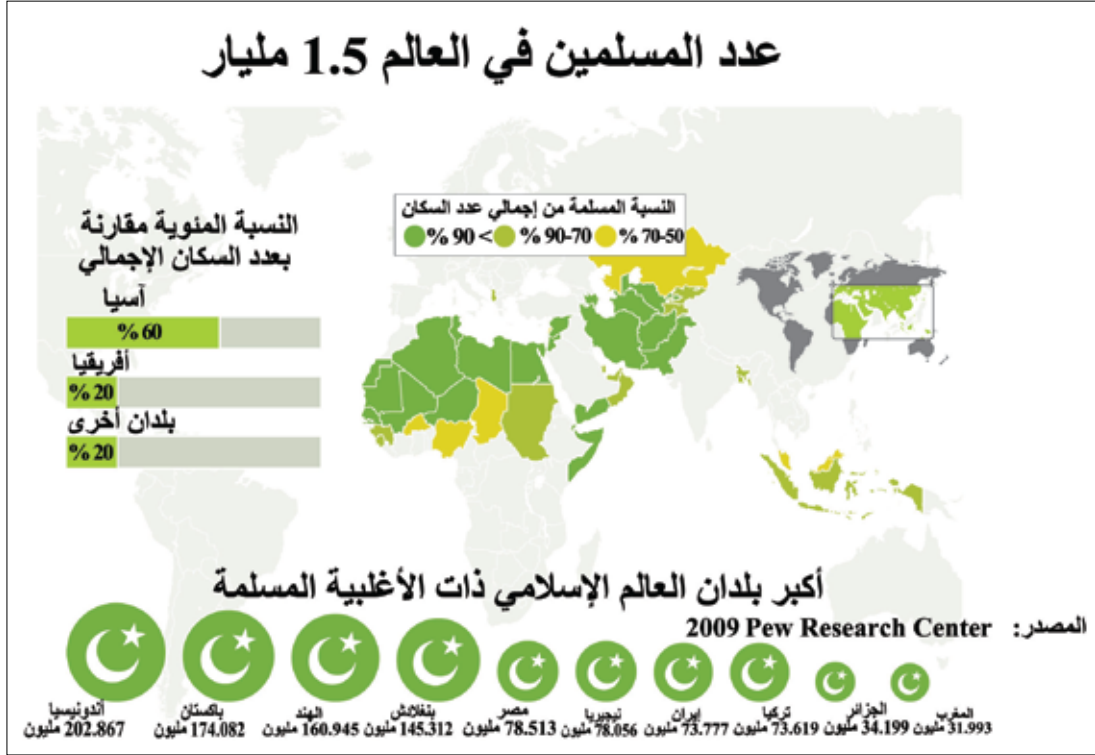 عدد المسلمين في العالم 1.5 مليار
النسبة المسلمة من إجمالي عدد السكان
% 90 < % 90-70 % 70-50
النسبة المئوية مقارنة
بعدد السكان الإجمالي
آسيا
% 60
أفريقيا
% 20
بلدان أخرى
% 20
أكبر بلدان العالم الإسلامي ذات الأغلبية المسلمة
المصدر: 2009 Pew Research Center
أندونيسيا باكستان الهند بنغلادش مصر نيجيريا إيران تركيا الجزائر المغرب
202.867 مليون 174.082 مليون 160.945 مليون 145.312 مليون 78.513 مليون 78.056 مليون 73.777 مليون 73.619 مليون 34.199 مليون 31.993 مليون